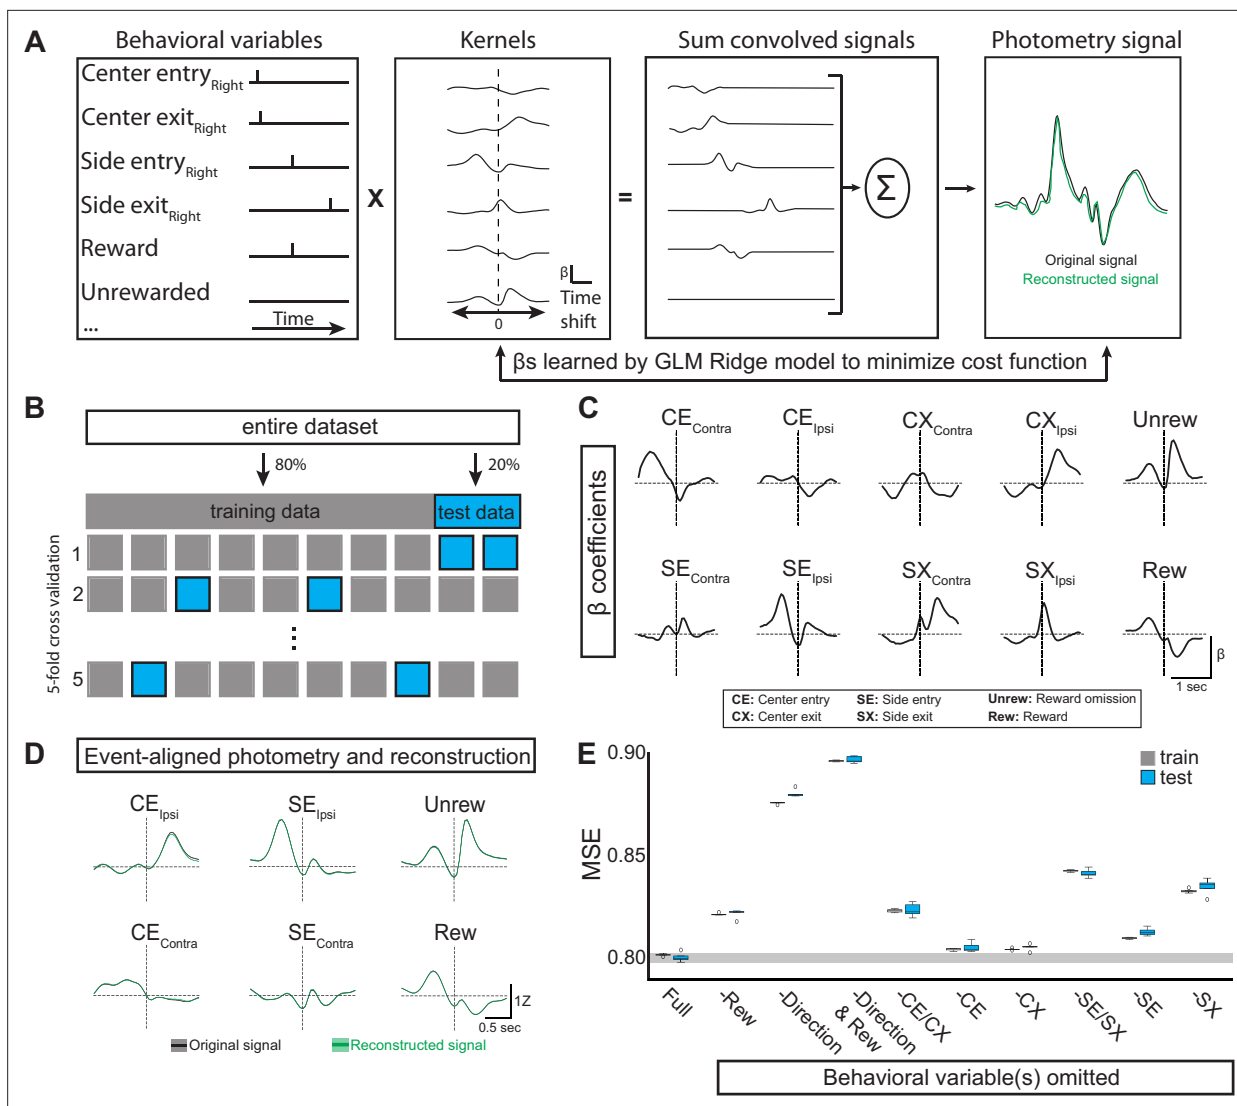 A
Behavioral variables
Kernels
Sum convolved signals
Photometry signal
Center entryRight
Center exitRight
Side entryRight
Side exitRight
Reward
Unrewarded
...
Time
X
β
Time
shift
0
=
Σ
Original signal
Reconstructed signal
βs learned by GLM Ridge model to minimize cost function
B
entire dataset
80%
20%
training data
test data
5-fold cross validation
1
2
5
C
β coefficients
CEContra
CEIpsi
CXContra
CXIpsi
Unrew
SEContra
SEIpsi
SXContra
SXIpsi
Rew
β
1 sec
CE: Center entry
SE: Side entry
Unrew: Reward omission
CX: Center exit
SX: Side exit
Rew: Reward
D
Event-aligned photometry and reconstruction
CEIpsi
SEIpsi
Unrew
CEContra
SEContra
Rew
1Z
0.5 sec
Original signal
Reconstructed signal
E
0.90
0.85
0.80
MSE
train
test
Full
-Rew
-Direction
-Direction
& Rew
-CE/CX
-CE
-CX
-SE/SX
-SE
-SX
Behavioral variable(s) omitted